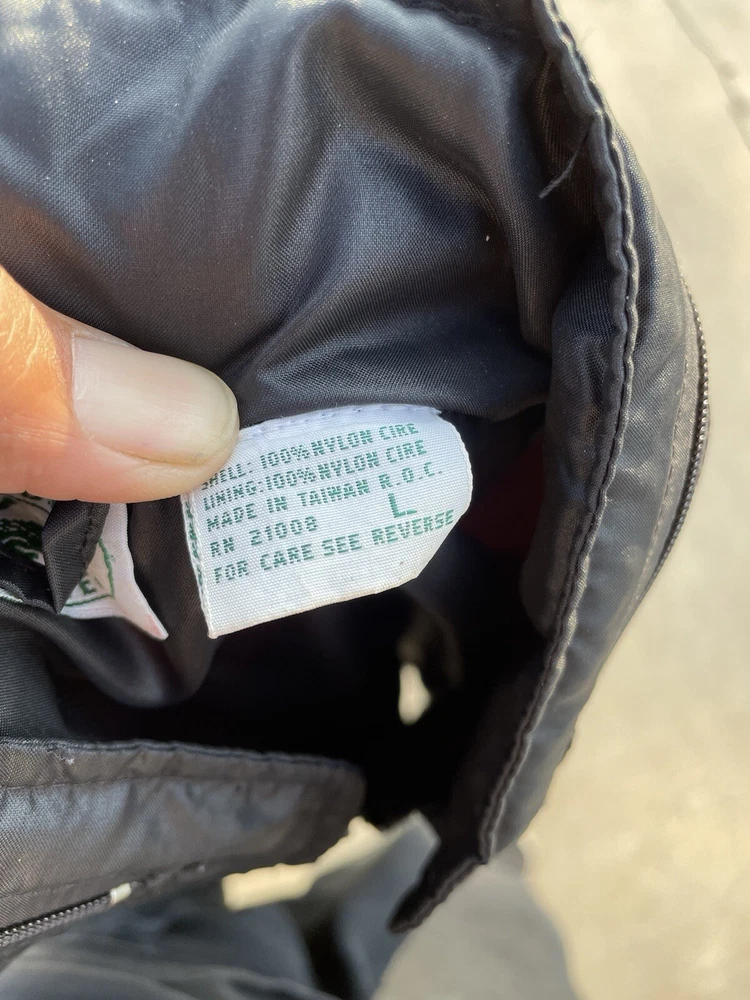 SHELL: 100% NYLON CIRE
LINING: 100% NYLON CIRE
MADE IN TAIWAN R.O.C.
L
RN 21008
FOR CARE SEE REVERSE